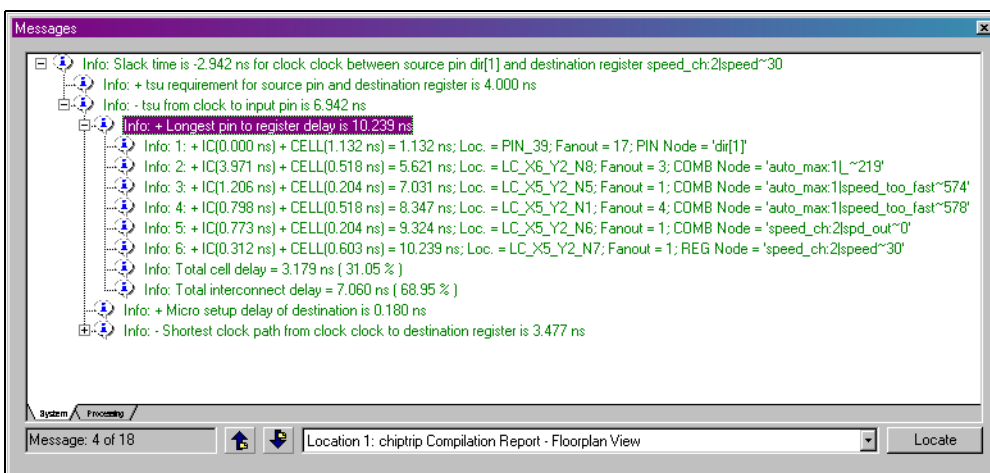 Messages
Info: Slack time is -2.942 ns for clock clock between source pin dir[1] and destination register speed_ch:2|speed~30
Info: + tsu requirement for source pin and destination register is 4.000 ns
Info: - tsu from clock to input pin is 6.942 ns
Info: + Longest pin to register delay is 10.239 ns
Info: 1: + IC(0.000 ns) + CELL(1.132 ns) = 1.132 ns; Loc. = PIN_39; Fanout = 17; PIN Node = 'dir[1]'
Info: 2: + IC(3.971 ns) + CELL(0.518 ns) = 5.621 ns; Loc. = LC_X6_Y2_N8; Fanout = 3; COMB Node = 'auto_max:1|_~219'
Info: 3: + IC(1.206 ns) + CELL(0.204 ns) = 7.031 ns; Loc. = LC_X5_Y2_N5; Fanout = 1; COMB Node = 'auto_max:1|speed_too_fast~574'
Info: 4: + IC(0.798 ns) + CELL(0.518 ns) = 8.347 ns; Loc. = LC_X5_Y2_N1; Fanout = 4; COMB Node = 'auto_max:1|speed_too_fast~578'
Info: 5: + IC(0.773 ns) + CELL(0.204 ns) = 9.324 ns; Loc. = LC_X5_Y2_N6; Fanout = 1; COMB Node = 'speed_ch:2|spd_out~0'
Info: 6: + IC(0.312 ns) + CELL(0.603 ns) = 10.239 ns; Loc. = LC_X5_Y2_N7; Fanout = 1; REG Node = 'speed_ch:2|speed~30'
Info: Total cell delay = 3.179 ns ( 31.05 % )
Info: Total interconnect delay = 7.060 ns ( 68.95 % )
Info: + Micro setup delay of destination is 0.180 ns
Info: - Shortest clock path from clock clock to destination register is 3.477 ns
System Processing
Message: 4 of 18 Location 1: chiptrip Compilation Report - Floorplan View Locate